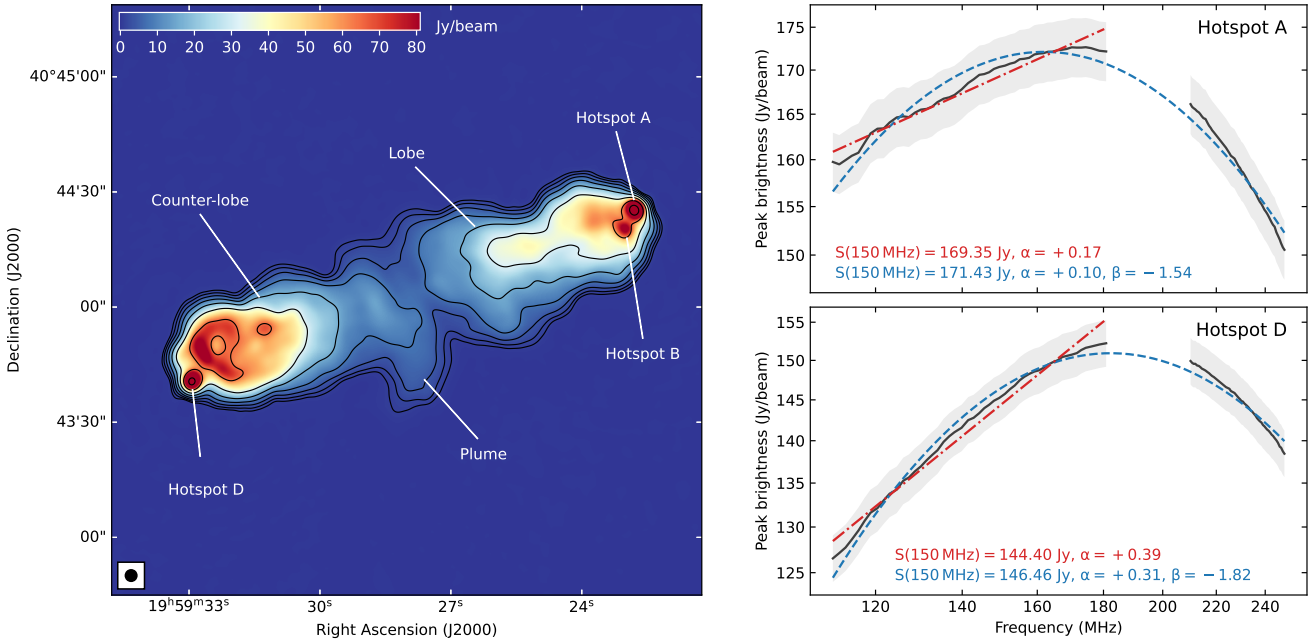 0 10 20 30 40 50 60 70 80 Jy/beam
Declination (J2000)
40°45'00"
44'30"
00"
43'30"
00"
Hotspot A
Lobe
Counter-lobe
Hotspot B
Plume
Hotspot D
19ʰ59ᵐ33ˢ 30ˢ 27ˢ 24ˢ
Right Ascension (J2000)
Hotspot A
Peak brightness (Jy/beam)
175
170
165
160
155
150
S(150 MHz) = 169.35 Jy, α = +0.17
S(150 MHz) = 171.43 Jy, α = +0.10, β = −1.54
Hotspot D
Peak brightness (Jy/beam)
155
150
145
140
135
130
125
S(150 MHz) = 144.40 Jy, α = +0.39
S(150 MHz) = 146.46 Jy, α = +0.31, β = −1.82
120 140 160 180 200 220 240
Frequency (MHz)